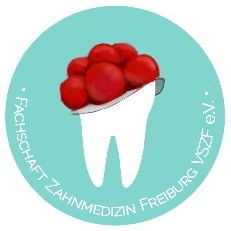 • Fachschaft Zahnmedizin Freiburg VSZF e.V. •